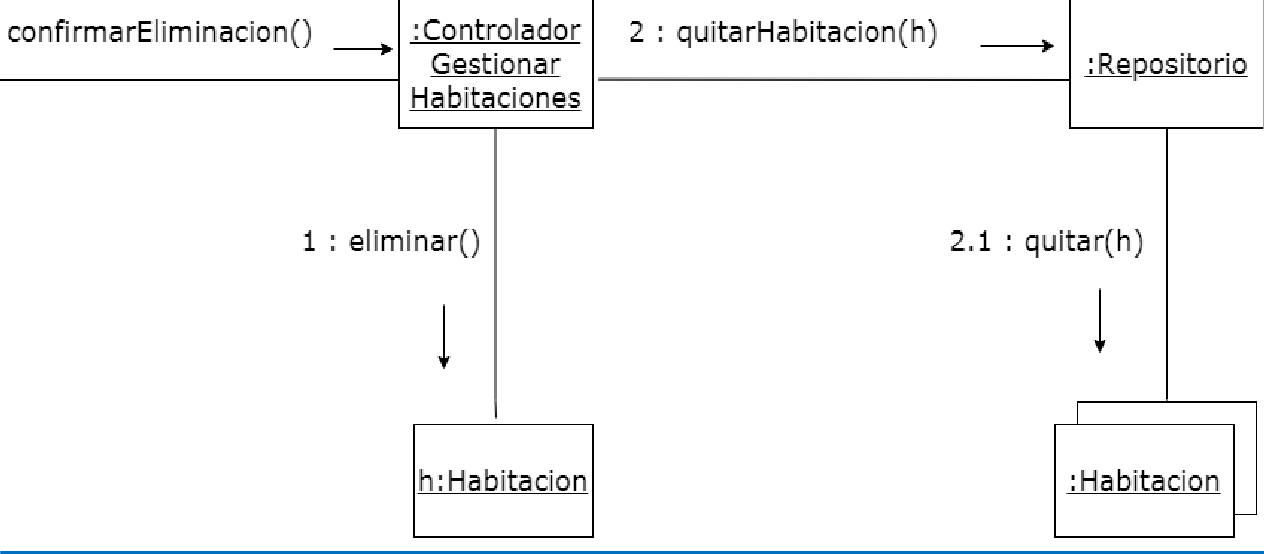 confirmarEliminacion()
:Controlador
Gestionar
Habitaciones
2 : quitarHabitacion(h)
:Repositorio
1 : eliminar()
2.1 : quitar(h)
h:Habitacion
:Habitacion